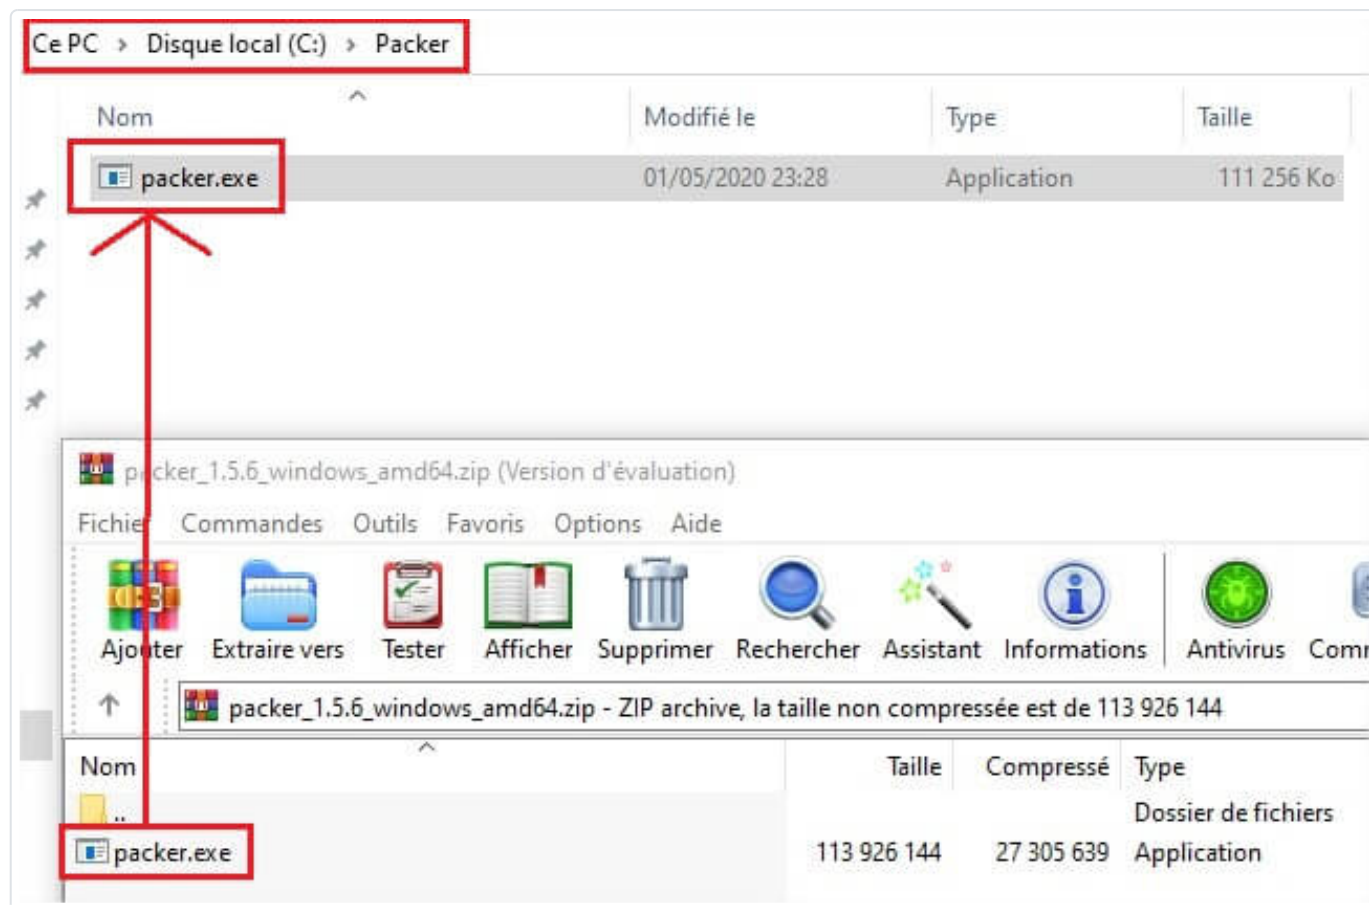 Ce PC > Disque local (C:) > Packer
Nom Modifié le Type Taille
packer.exe 01/05/2020 23:28 Application 111 256 Ko
packer_1.5.6_windows_amd64.zip (Version d'évaluation)
Fichier Commandes Outils Favoris Options Aide
Ajouter Extraire vers Tester Afficher Supprimer Rechercher Assistant Informations Antivirus
packer_1.5.6_windows_amd64.zip - ZIP archive, la taille non compressée est de 113 926 144
Nom Taille Compressé Type
.. Dossier de fichiers
packer.exe 113 926 144 27 305 639 Application